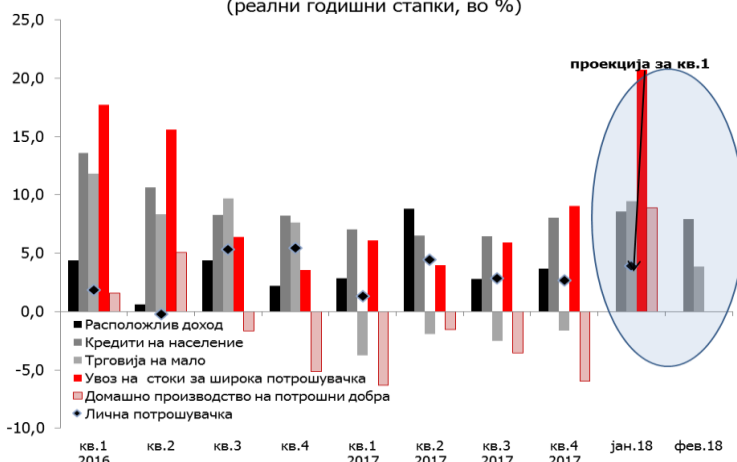 (реални годишни стапки, во %)
25,0
20,0
15,0
10,0
5,0
0,0
-5,0
-10,0
проекција за кв.1
Расположлив доход
Кредити на население
Трговија на мало
Увоз на стоки за широка потрошувачка
Домашно производство на потрошни добра
Лична потрошувачка
кв.1 кв.2 кв.3 кв.4 кв.1 кв.2 кв.3 кв.4 јан.18 фев.18
2016 2017 2017 2017 2017